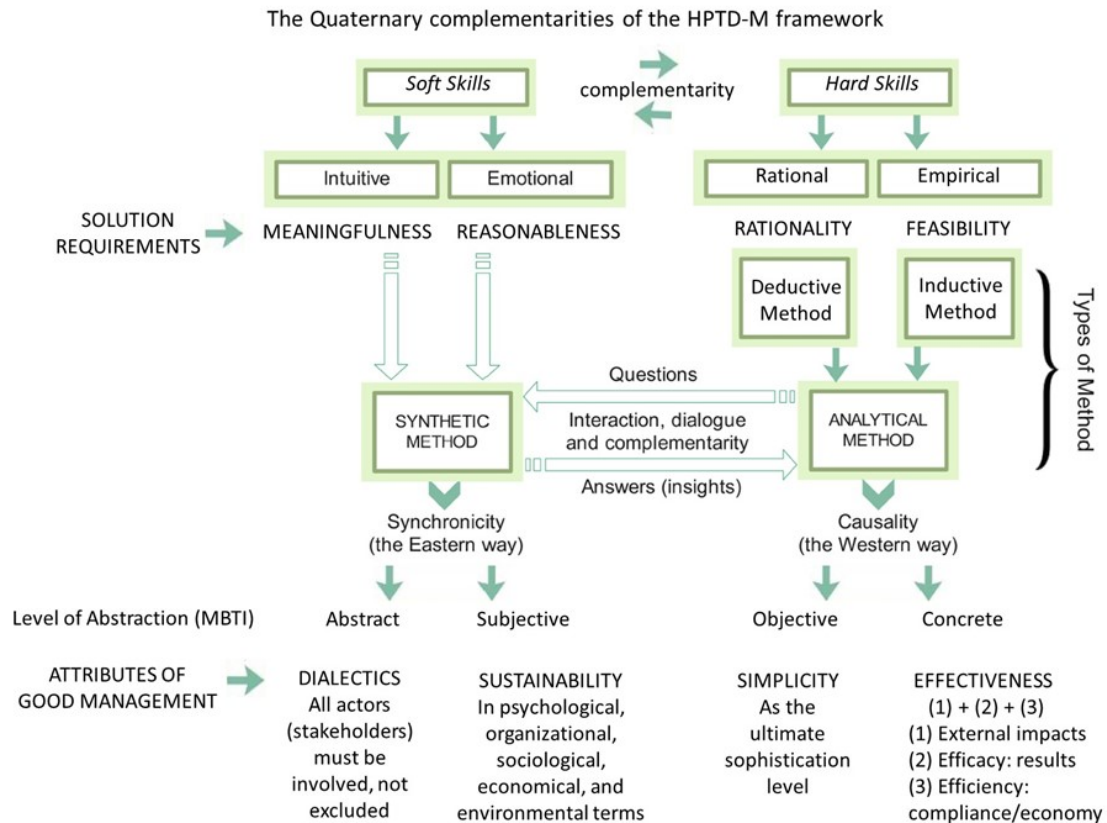 The Quaternary complementarities of the HPTD-M framework
Soft Skills
complementarity
Hard Skills
Intuitive
Emotional
Rational
Empirical
SOLUTION
REQUIREMENTS
MEANINGFULNESS
REASONABLENESS
RATIONALITY
FEASIBILITY
Deductive
Method
Inductive
Method
Types of Method
Questions
SYNTHETIC
METHOD
Interaction, dialogue
and complementarity
ANALYTICAL
METHOD
Answers (insights)
Synchronicity
(the Eastern way)
Causality
(the Western way)
Level of Abstraction (MBTI)
Abstract
Subjective
Objective
Concrete
ATTRIBUTES OF
GOOD MANAGEMENT
DIALECTICS
All actors
(stakeholders)
must be
involved, not
excluded
SUSTAINABILITY
In psychological,
organizational,
sociological,
economical, and
environmental terms
SIMPLICITY
As the
ultimate
sophistication
level
EFFECTIVENESS
(1) + (2) + (3)
(1) External impacts
(2) Efficacy: results
(3) Efficiency:
compliance/economy